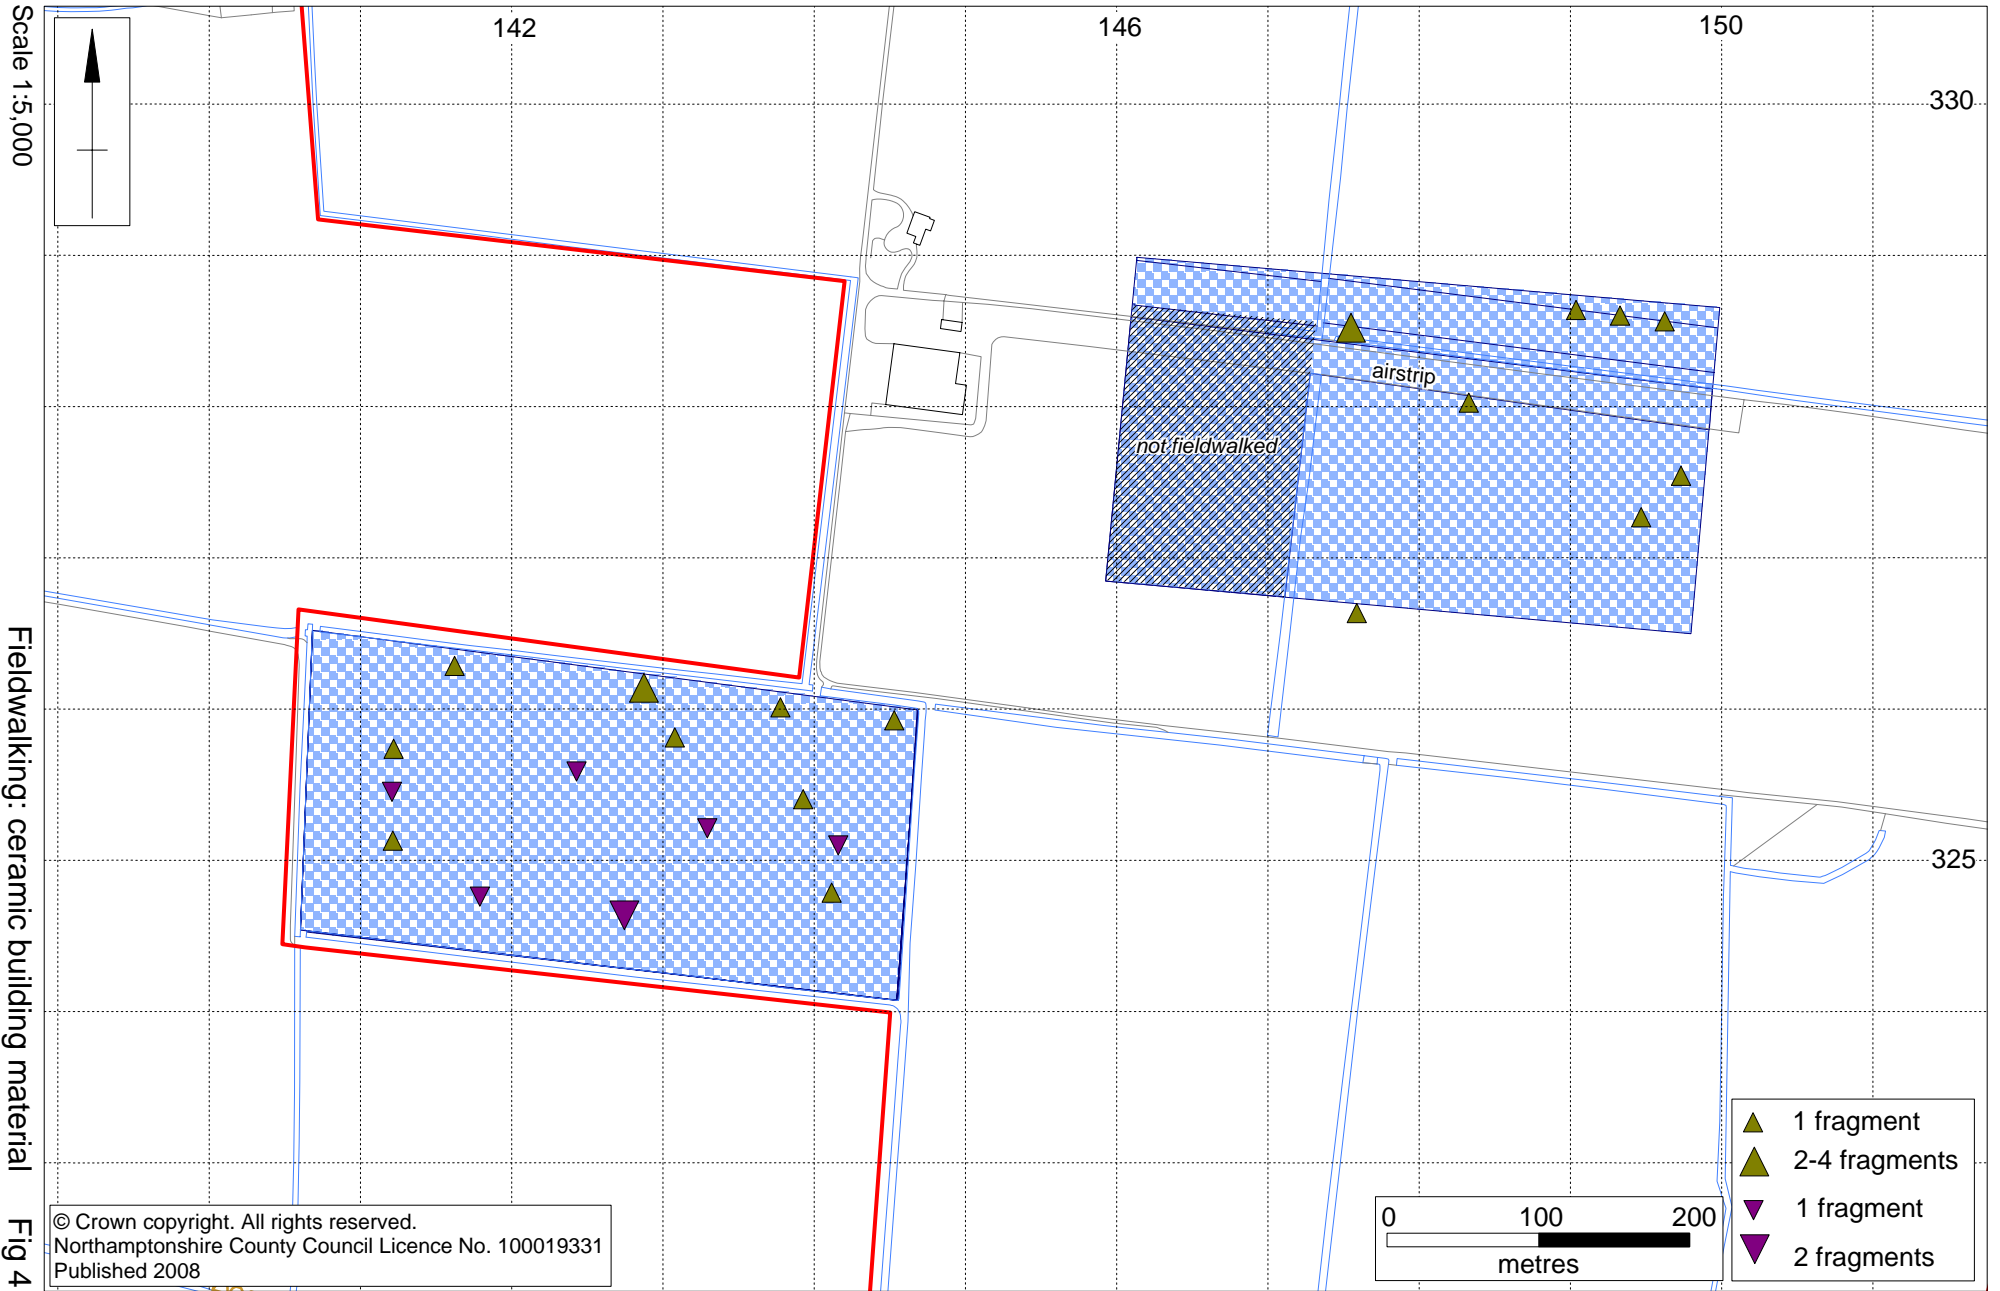 Scale 1:5,000
142
146
150
330
airstrip
not fieldwalked
325
1 fragment
2-4 fragments
1 fragment
2 fragments
0 100 200
metres
© Crown copyright. All rights reserved.
Northamptonshire County Council Licence No. 100019331
Published 2008
Fieldwalking: ceramic building material Fig 4